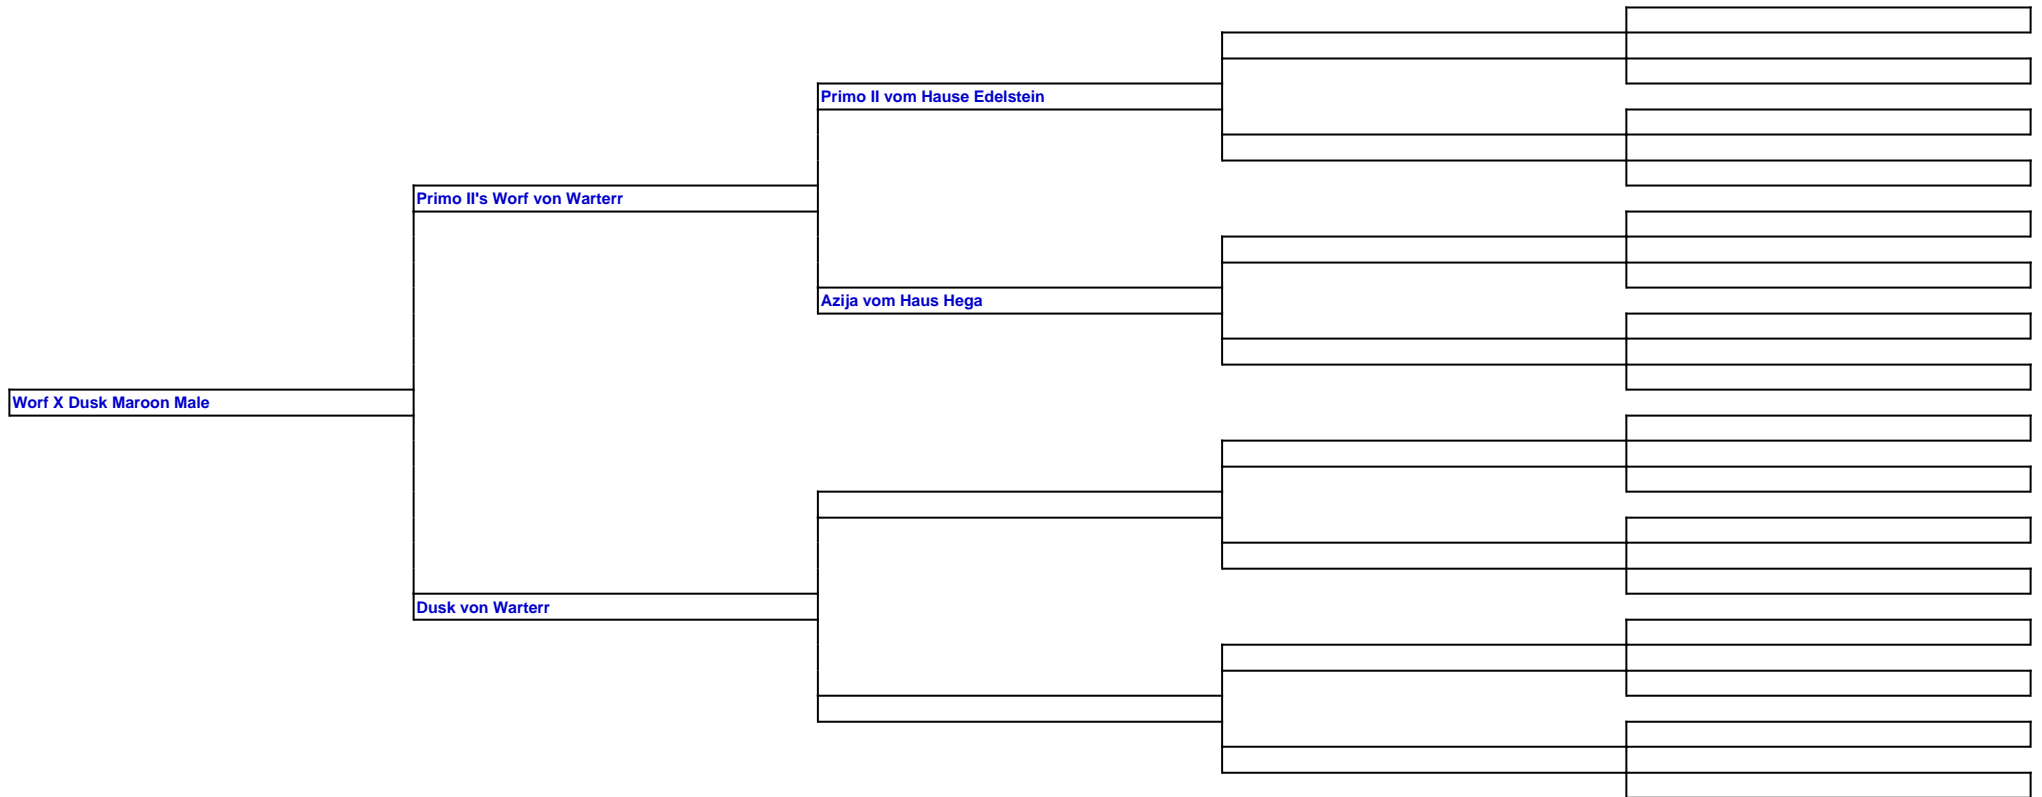 Primo II vom Hause Edelstein
Primo II's Worf von Warterr
Azija vom Haus Hega
Worf X Dusk Maroon Male
Dusk von Warterr